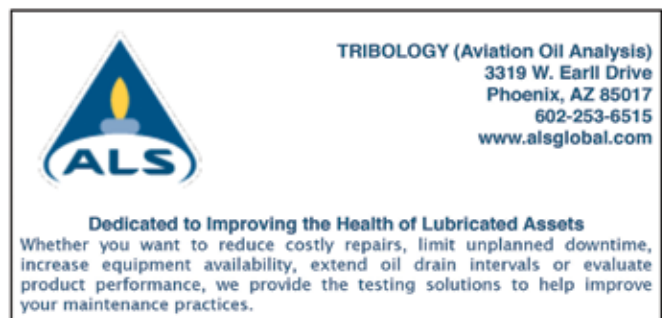 ALS
TRIBOLOGY (Aviation Oil Analysis)
3319 W. Earll Drive
Phoenix, AZ 85017
602-253-6515
www.alsglobal.com
Dedicated to Improving the Health of Lubricated Assets
Whether you want to reduce costly repairs, limit unplanned downtime,
increase equipment availability, extend oil drain intervals or evaluate
product performance, we provide the testing solutions to help improve
your maintenance practices.